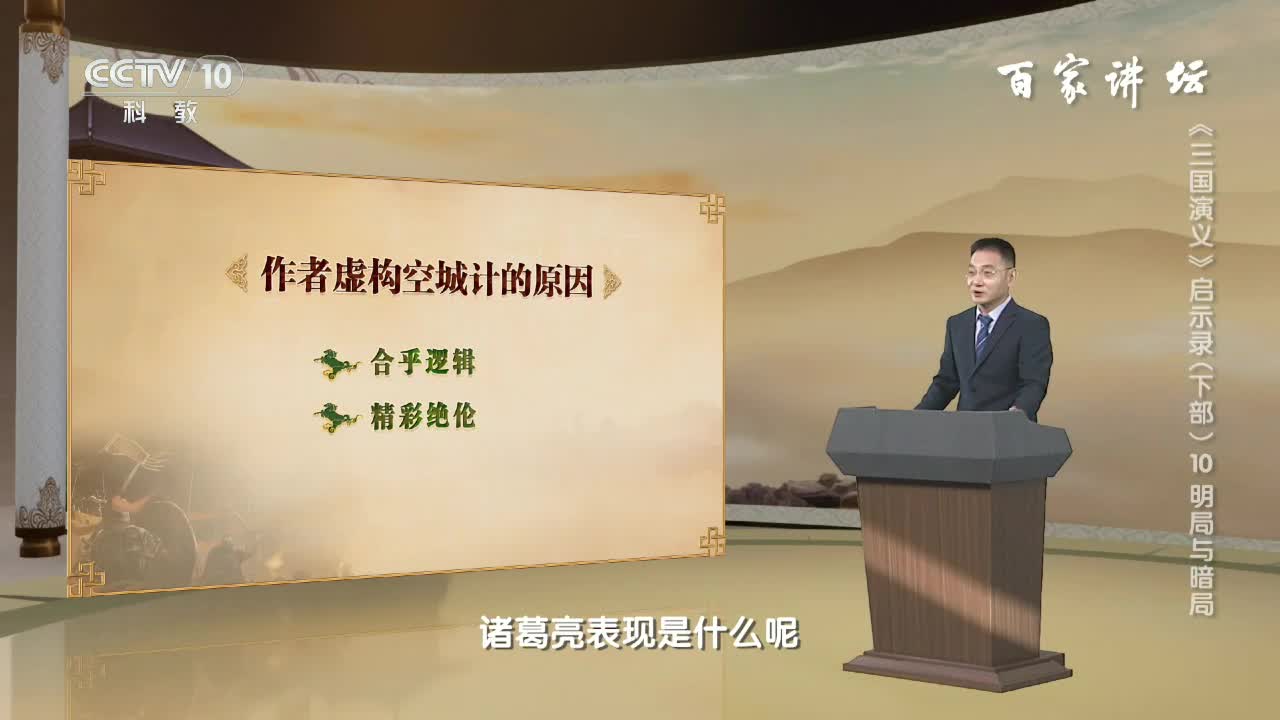 CCTV 10
科教
百家讲坛
《三国演义》启示录（下部）10 明局与暗局
作者虚构空城计的原因
合乎逻辑
精彩绝伦
诸葛亮表现是什么呢